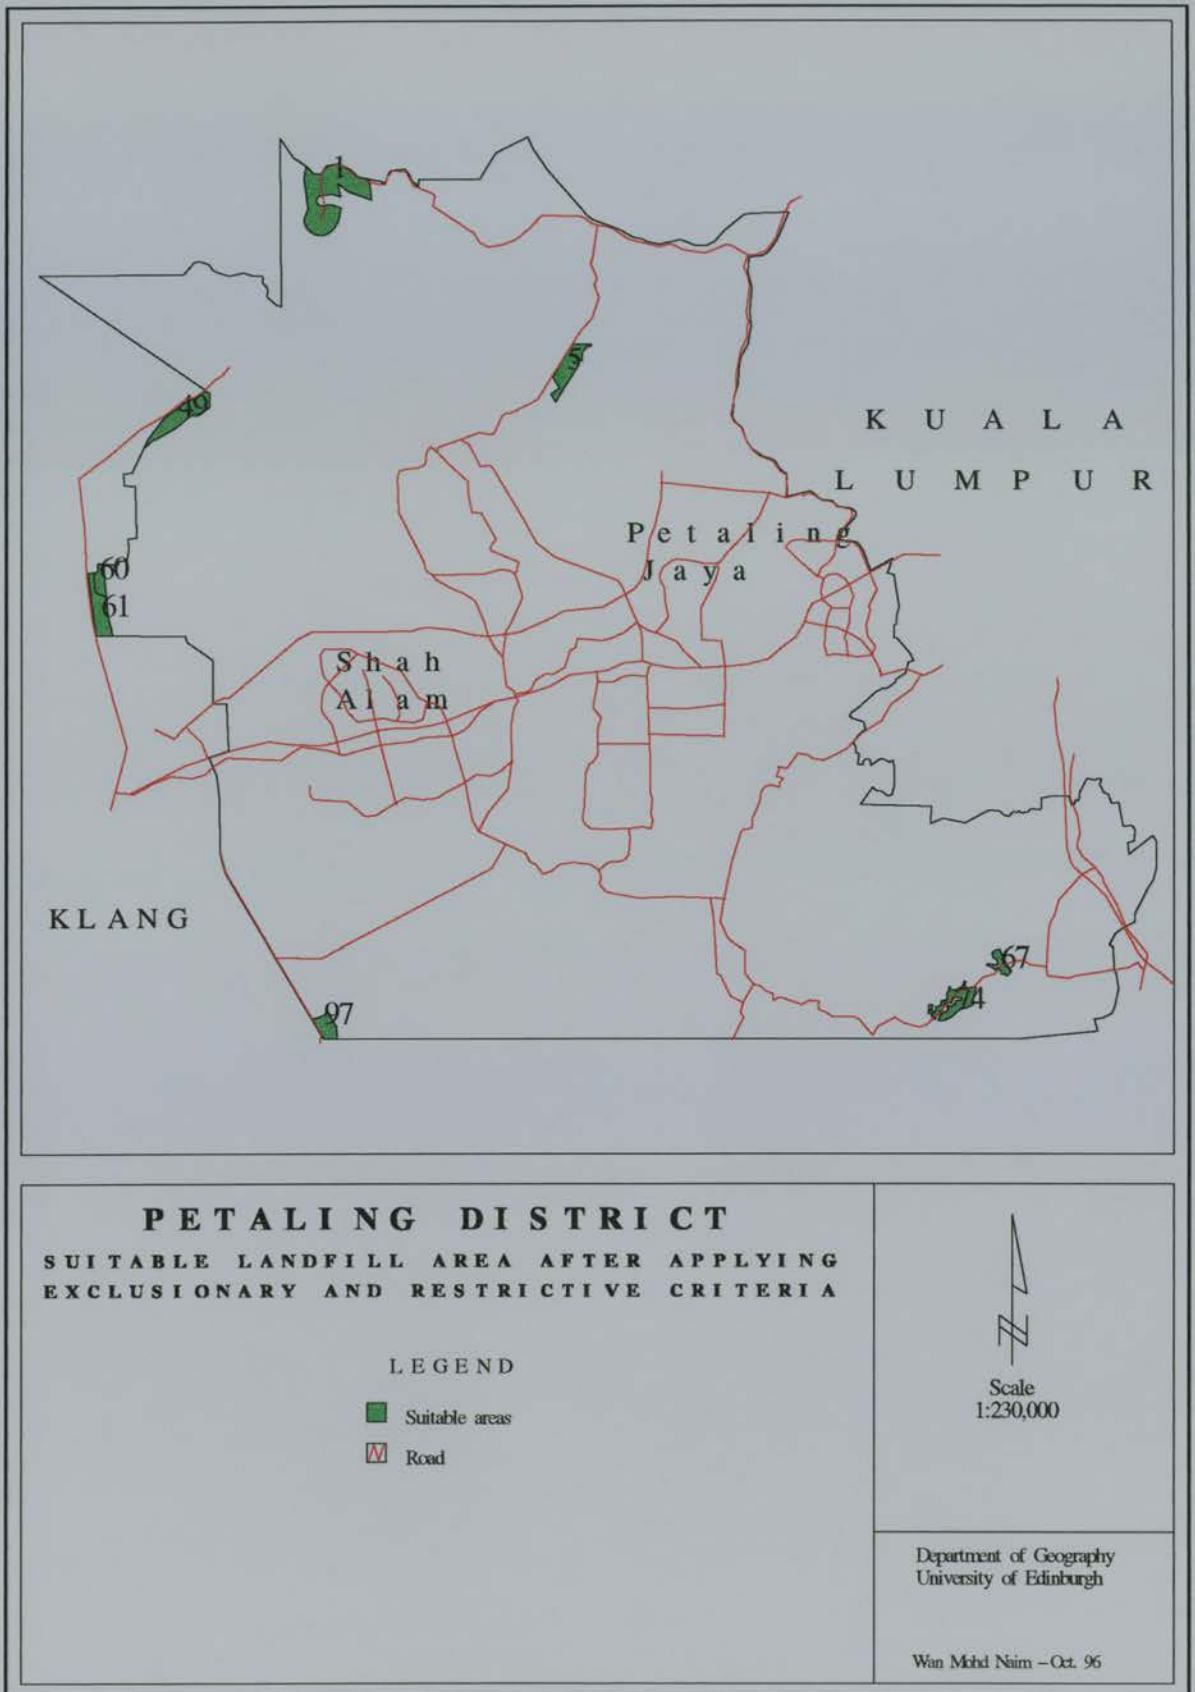 1
5
49
K U A L A
L U M P U R
Petaling
Jaya
60
61
Shah
Alam
KLANG
67
74
97
PETALING DISTRICT
SUITABLE LANDFILL AREA AFTER APPLYING
EXCLUSIONARY AND RESTRICTIVE CRITERIA
LEGEND
Suitable areas
Road
N
Scale
1:230,000
Department of Geography
University of Edinburgh
Wan Mohd Naim - Oct. 96